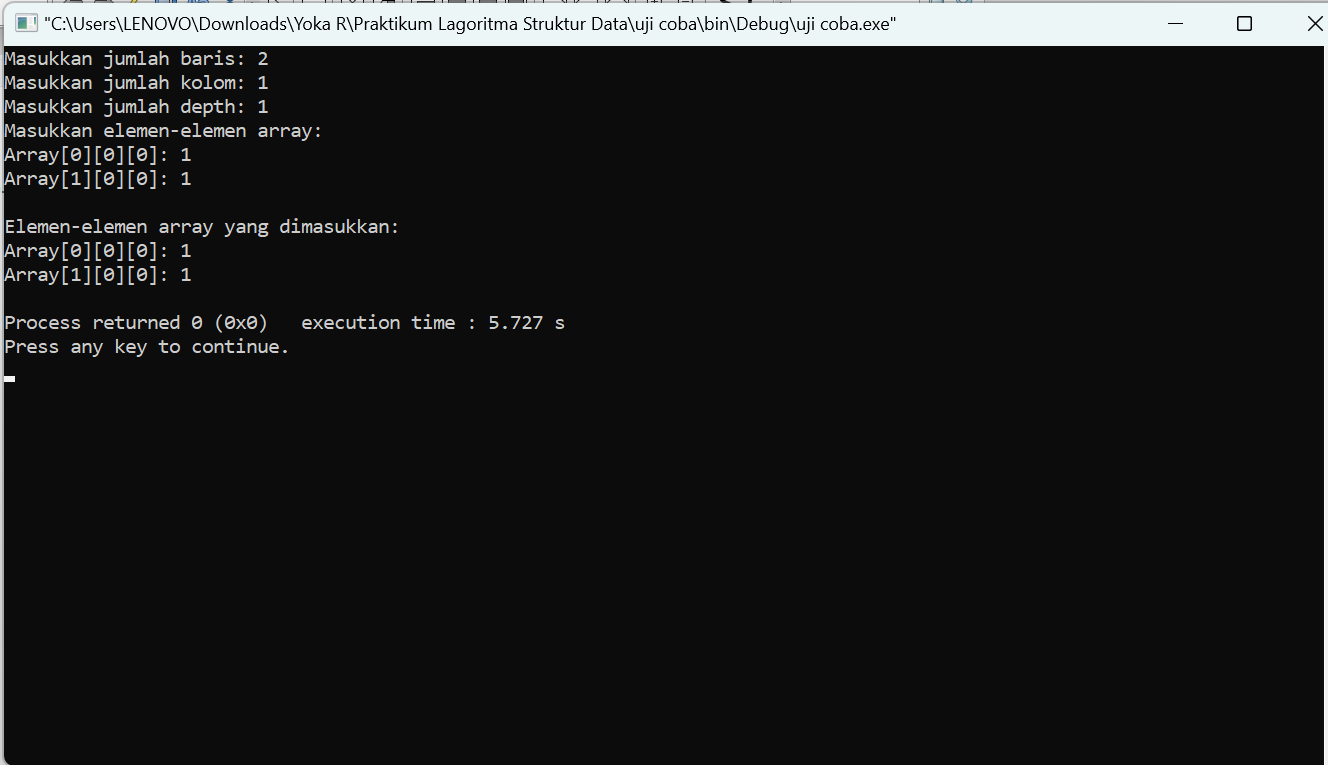 "C:\Users\LENOVO\Downloads\Yoka R\Praktikum Lagoritma Struktur Data\uji coba\bin\Debug\uji coba.exe"
Masukkan jumlah baris: 2
Masukkan jumlah kolom: 1
Masukkan jumlah depth: 1
Masukkan elemen-elemen array:
Array[0][0][0]: 1
Array[1][0][0]: 1
Elemen-elemen array yang dimasukkan:
Array[0][0][0]: 1
Array[1][0][0]: 1
Process returned 0 (0x0)   execution time : 5.727 s
Press any key to continue.